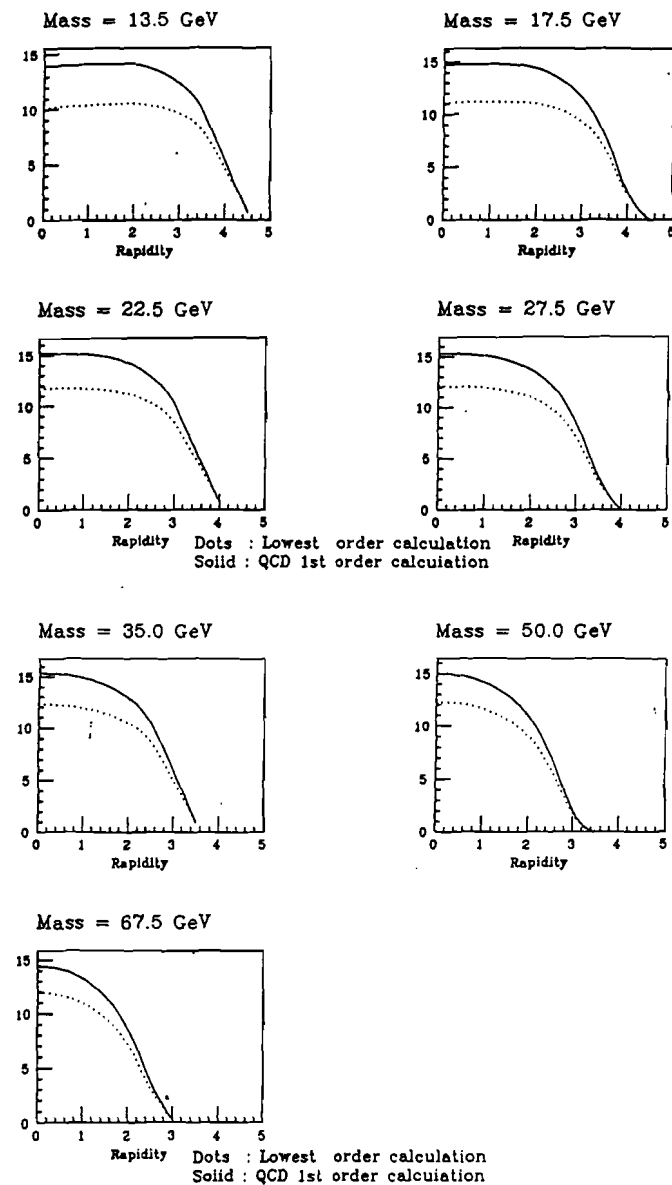 Mass = 13.5 GeV
15
10
5
0
0 1 2 3 4 5
Rapidity
Mass = 17.5 GeV
15
10
5
0
0 1 2 3 4 5
Rapidity
Mass = 22.5 GeV
15
10
5
0
0 1 2 3 4 5
Rapidity
Mass = 27.5 GeV
15
10
5
0
0 1 2 3 4 5
Rapidity
Dots : Lowest order calculation
Solid : QCD 1st order calculation
Mass = 35.0 GeV
15
10
5
0
0 1 2 3 4 5
Rapidity
Mass = 50.0 GeV
15
10
5
0
0 1 2 3 4 5
Rapidity
Mass = 67.5 GeV
15
10
5
0
0 1 2 3 4 5
Rapidity
Dots : Lowest order calculation
Solid : QCD 1st order calculation